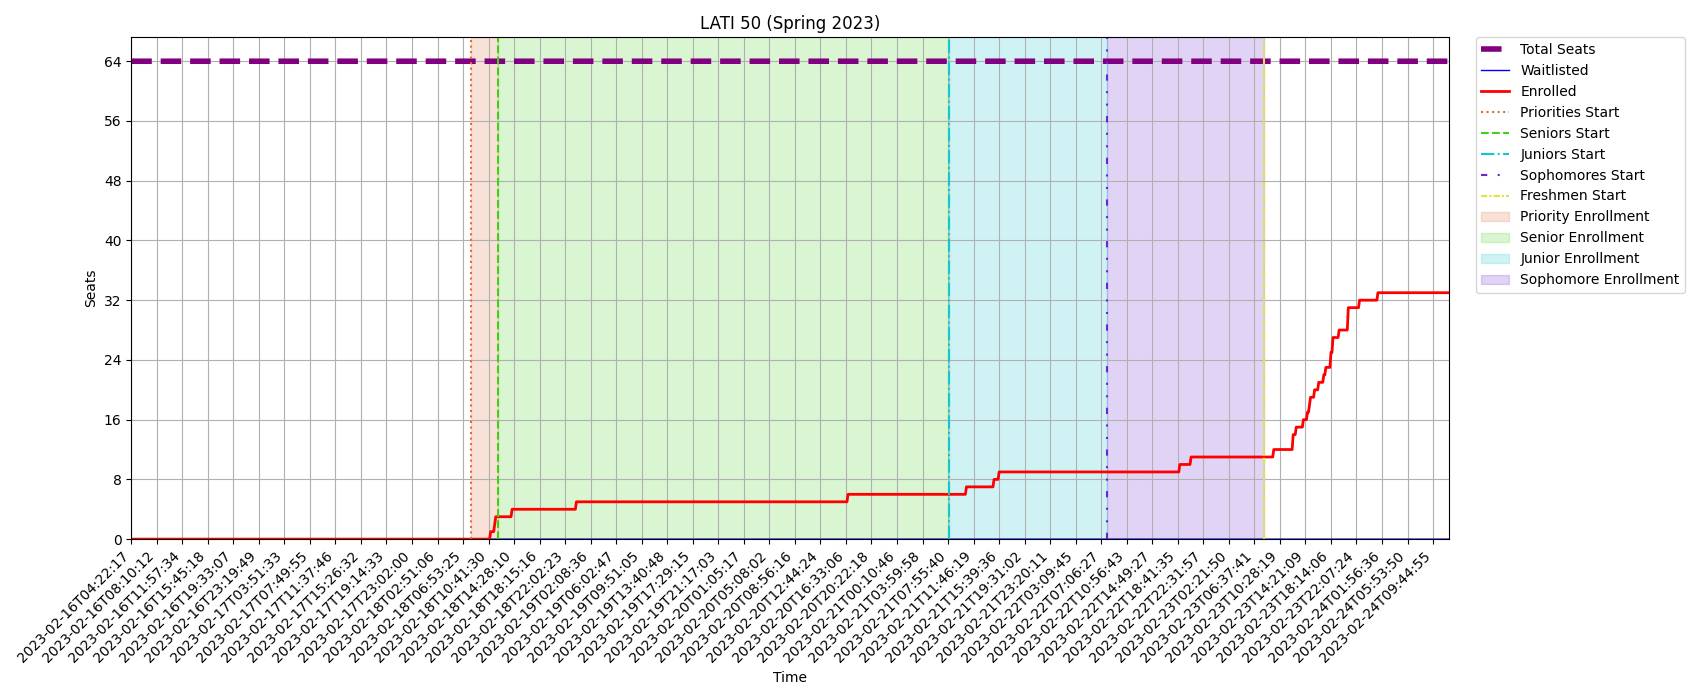 LATI 50 (Spring 2023)
Seats
64
56
48
40
32
24
16
8
0
2023-02-16T04:22:17
2023-02-16T08:10:12
2023-02-16T11:57:34
2023-02-16T15:45:18
2023-02-16T19:33:07
2023-02-16T23:19:49
2023-02-17T03:51:33
2023-02-17T07:49:55
2023-02-17T11:37:46
2023-02-17T15:26:32
2023-02-17T19:14:33
2023-02-17T23:02:00
2023-02-18T02:51:06
2023-02-18T06:53:25
2023-02-18T10:41:30
2023-02-18T14:28:10
2023-02-18T18:15:16
2023-02-18T22:02:23
2023-02-19T02:08:36
2023-02-19T06:02:47
2023-02-19T09:51:05
2023-02-19T13:40:48
2023-02-19T17:29:15
2023-02-19T21:17:03
2023-02-20T01:05:17
2023-02-20T05:08:02
2023-02-20T08:56:16
2023-02-20T12:44:24
2023-02-20T16:33:06
2023-02-20T20:22:18
2023-02-21T00:10:46
2023-02-21T03:59:58
2023-02-21T07:55:40
2023-02-21T11:46:19
2023-02-21T15:39:36
2023-02-21T19:31:02
2023-02-21T23:20:11
2023-02-22T03:09:45
2023-02-22T07:06:27
2023-02-22T10:56:43
2023-02-22T14:49:27
2023-02-22T18:41:35
2023-02-22T22:31:57
2023-02-23T02:21:50
2023-02-23T06:37:41
2023-02-23T10:28:19
2023-02-23T14:21:09
2023-02-23T18:14:06
2023-02-23T22:07:24
2023-02-24T01:56:36
2023-02-24T05:53:50
2023-02-24T09:44:55
Time
Total Seats
Waitlisted
Enrolled
Priorities Start
Seniors Start
Juniors Start
Sophomores Start
Freshmen Start
Priority Enrollment
Senior Enrollment
Junior Enrollment
Sophomore Enrollment